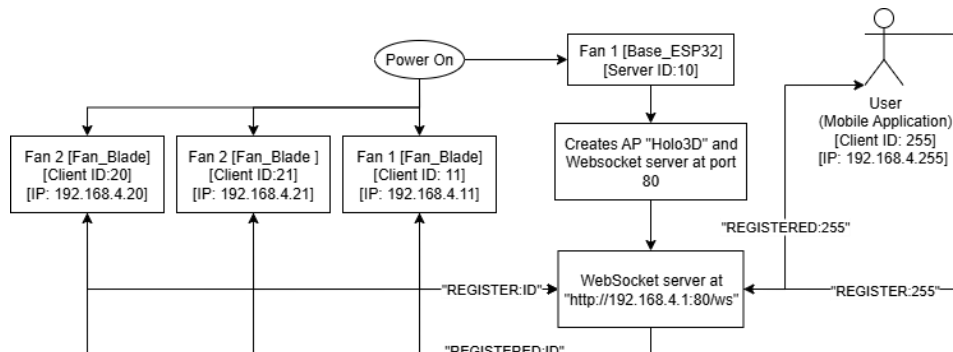 Power On
Fan 1 [Base_ESP32]
[Server ID:10]
User
(Mobile Application)
[Client ID: 255]
[IP: 192.168.4.255]
Fan 2 [Fan_Blade]
[Client ID:20]
[IP: 192.168.4.20]
Fan 2 [Fan_Blade ]
[Client ID:21]
[IP: 192.168.4.21]
Fan 1 [Fan_Blade]
[Client ID: 11]
[IP: 192.168.4.11]
Creates AP "Holo3D" and
Websocket server at port
80
"REGISTERED:255"
WebSocket server at
"http://192.168.4.1:80/ws"
"REGISTER:ID"
"REGISTER:255"
"REGISTERED:ID"